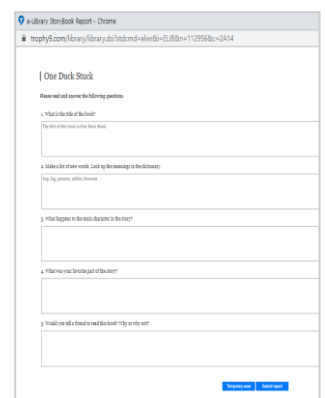 e-Library StoryBook Report - Chrome
trophy9.com/library/library.do?stdcmd=elwr&i=ELIB&n=112956&c=2A14
One Duck Stuck
Please read and answer the following questions.
1. What is the title of the book?
The title of this book is One Duck Stuck.
2. Make a list of new words. Look up the meanings in the dictionary.
3. What happens to the main character in the story?
4. What was your favorite part of the story?
5. Would you tell a friend to read this book? Why or why not?
Temporary save Submit report